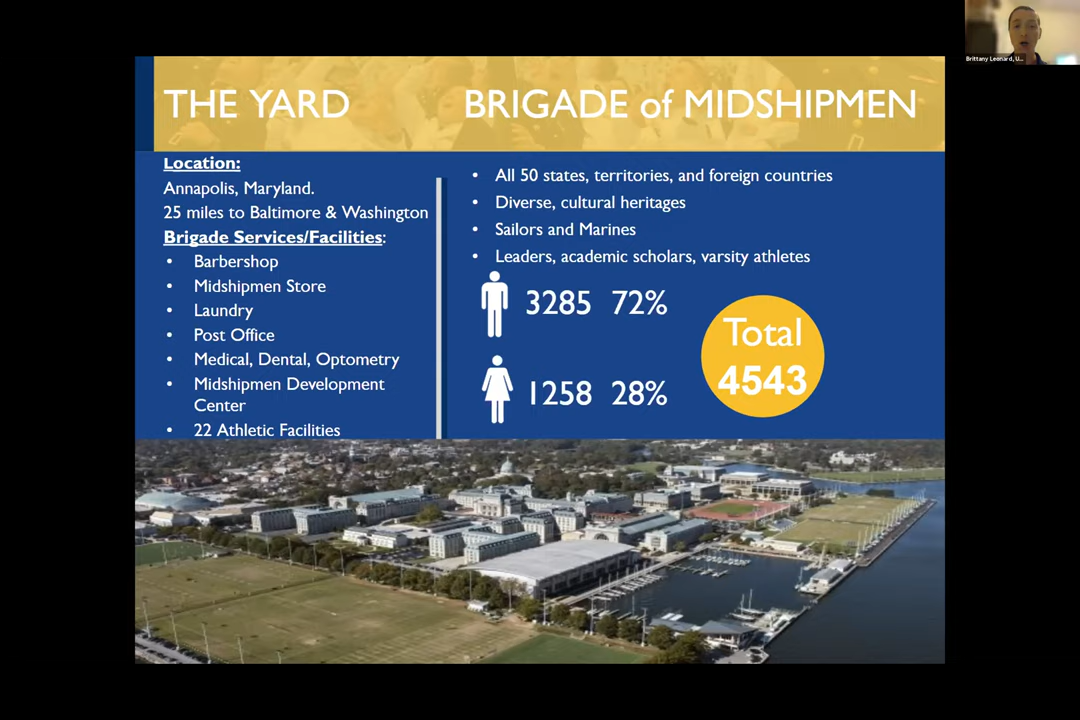 THE YARD
BRIGADE of MIDSHIPMEN
Location:
Annapolis, Maryland.
25 miles to Baltimore & Washington
Brigade Services/Facilities:
• Barbershop
• Midshipmen Store
• Laundry
• Post Office
• Medical, Dental, Optometry
• Midshipmen Development
Center
• 22 Athletic Facilities
• All 50 states, territories, and foreign countries
• Diverse, cultural heritages
• Sailors and Marines
• Leaders, academic scholars, varsity athletes
3285 72%
1258 28%
Total
4543
Brittany Leonard, U...